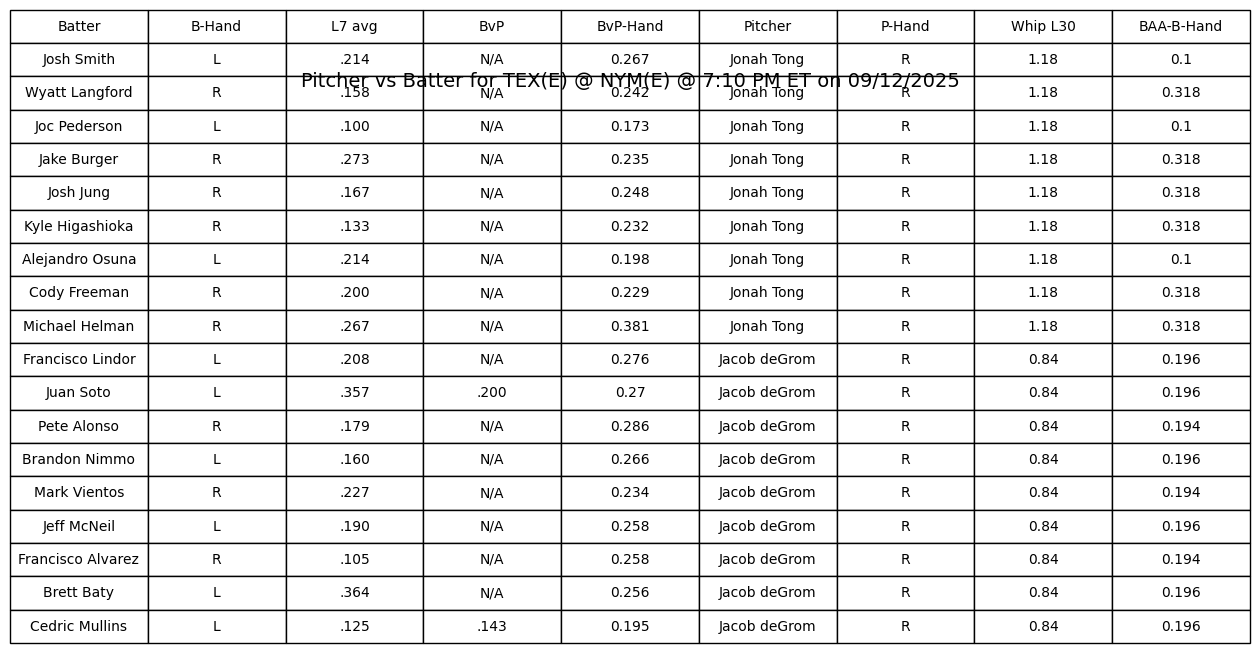 Batter B-Hand L7 avg BvP BvP-Hand Pitcher P-Hand Whip L30 BAA-B-Hand
Josh Smith L .214 N/A 0.267 Jonah Tong R 1.18 0.1
Pitcher vs Batter for TEX(E) @ NYM(E) @ 7:10 PM ET on 09/12/2025
Wyatt Langford R .158 N/A 0.242 Jonah Tong R 1.18 0.318
Joc Pederson L .100 N/A 0.173 Jonah Tong R 1.18 0.1
Jake Burger R .273 N/A 0.235 Jonah Tong R 1.18 0.318
Josh Jung R .167 N/A 0.248 Jonah Tong R 1.18 0.318
Kyle Higashioka R .133 N/A 0.232 Jonah Tong R 1.18 0.318
Alejandro Osuna L .214 N/A 0.198 Jonah Tong R 1.18 0.1
Cody Freeman R .200 N/A 0.229 Jonah Tong R 1.18 0.318
Michael Helman R .267 N/A 0.381 Jonah Tong R 1.18 0.318
Francisco Lindor L .208 N/A 0.276 Jacob deGrom R 0.84 0.196
Juan Soto L .357 .200 0.27 Jacob deGrom R 0.84 0.196
Pete Alonso R .179 N/A 0.286 Jacob deGrom R 0.84 0.194
Brandon Nimmo L .160 N/A 0.266 Jacob deGrom R 0.84 0.196
Mark Vientos R .227 N/A 0.234 Jacob deGrom R 0.84 0.194
Jeff McNeil L .190 N/A 0.258 Jacob deGrom R 0.84 0.196
Francisco Alvarez R .105 N/A 0.258 Jacob deGrom R 0.84 0.194
Brett Baty L .364 N/A 0.256 Jacob deGrom R 0.84 0.196
Cedric Mullins L .125 .143 0.195 Jacob deGrom R 0.84 0.196